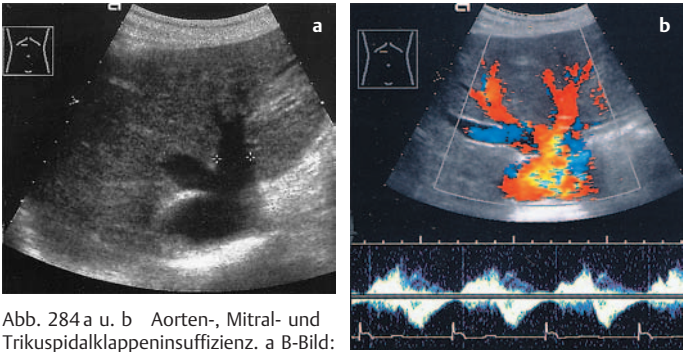 a
b
Abb. 284 a u. b Aorten-, Mitral- und
Trikuspidalklappeninsuffizienz. a B-Bild: